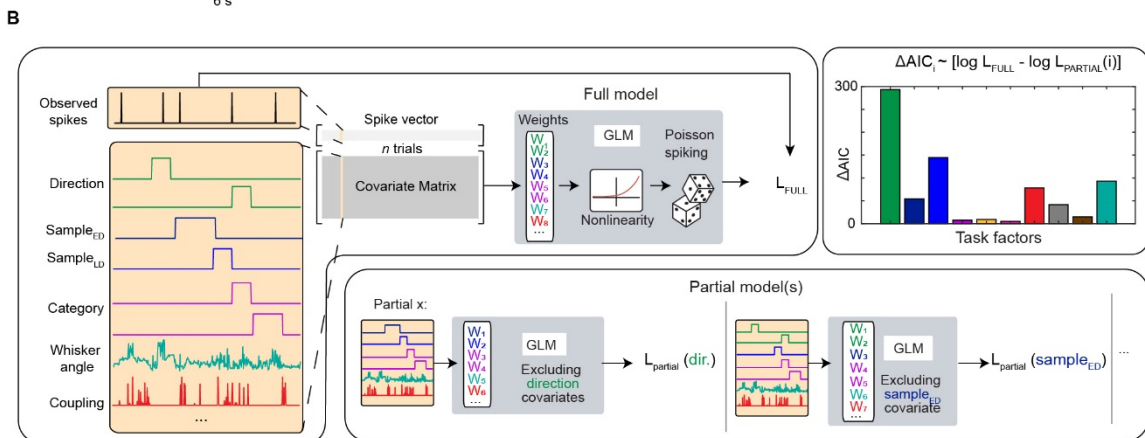 6 s
B
Observed
spikes
Direction
Sample_ED
Sample_LD
Category
Whisker
angle
Coupling
...
Spike vector
n trials
Covariate Matrix
Full model
Weights
W₁
W₂
W₃
W₄
W₅
W₆
W₇
W₈
...
GLM
Nonlinearity
Poisson
spiking
L_FULL
ΔAIC_i ~ [log L_FULL - log L_PARTIAL(i)]
300
ΔAIC
0
Task factors
Partial model(s)
Partial x:
W₁
W₂
W₃
W₄
W₅
W₆
...
GLM
Excluding
direction
covariates
L_partial (dir.)
W₁
W₂
W₃
W₄
W₅
W₆
W₇
...
GLM
Excluding
sample_ED
covariate
L_partial (sample_ED)
...